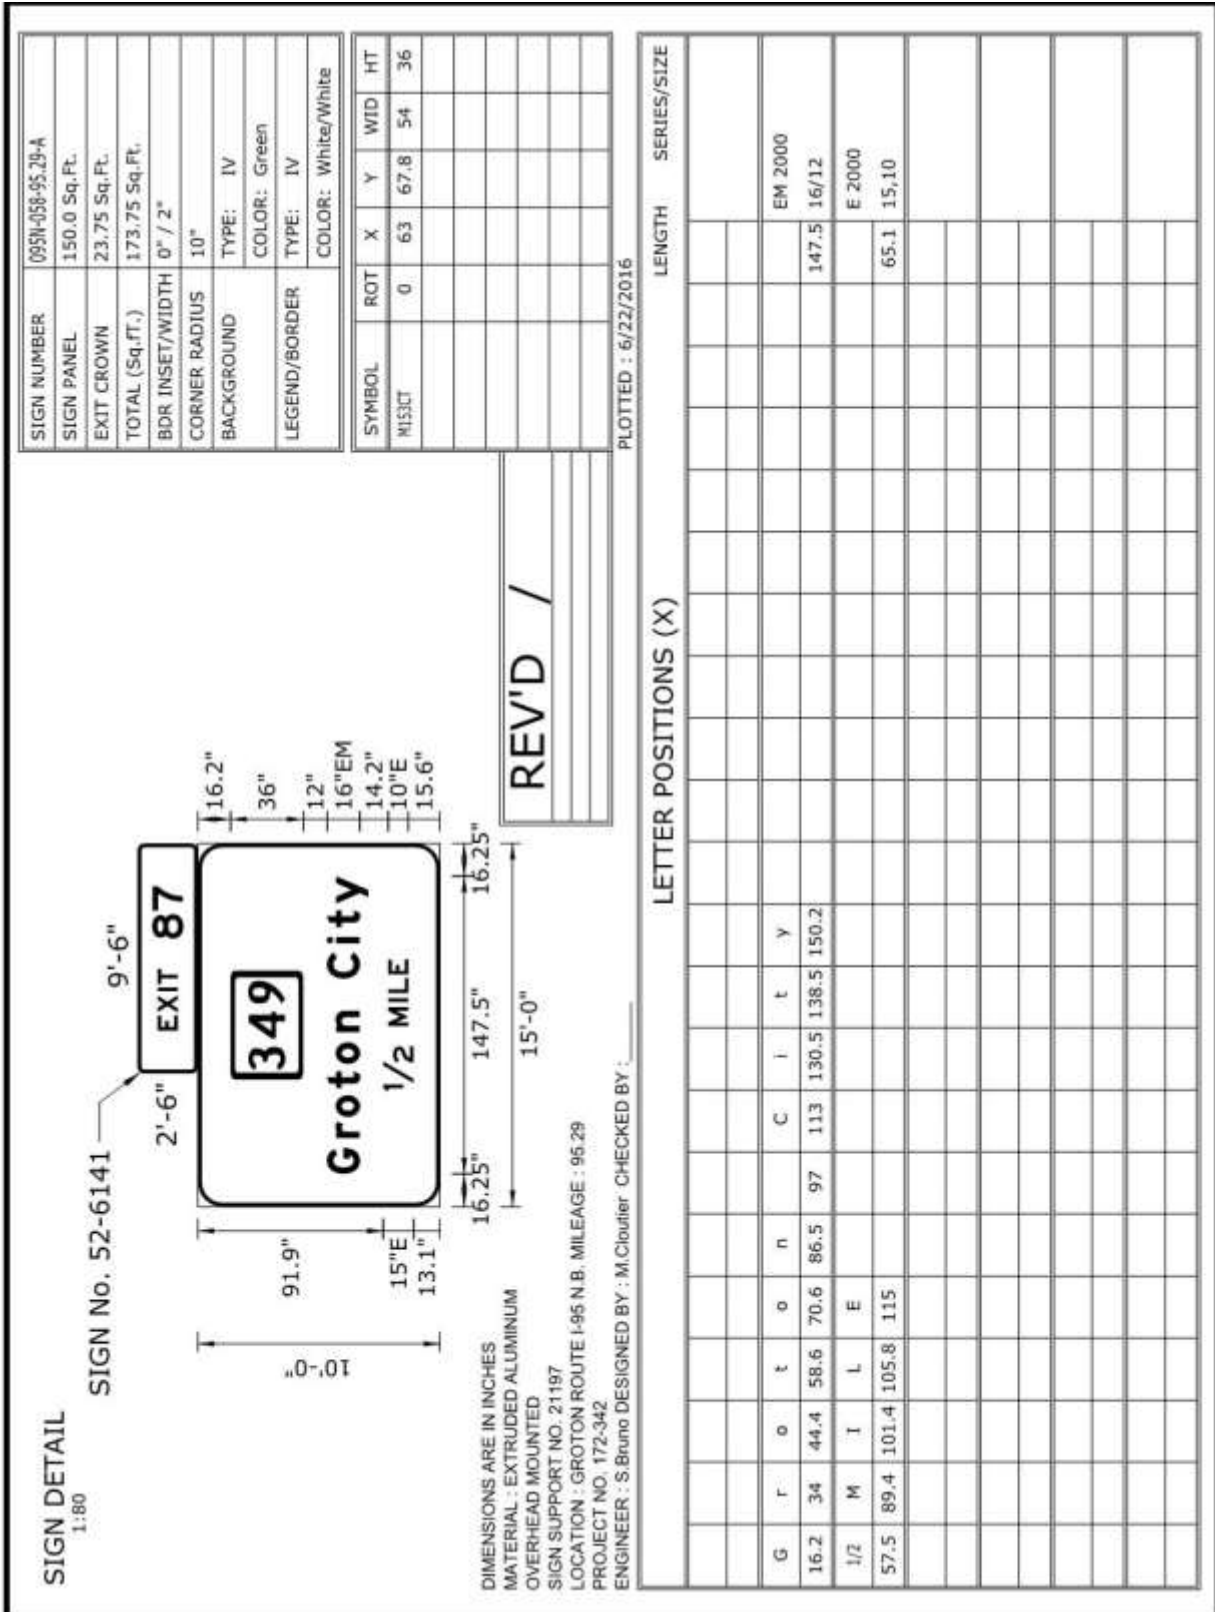 SIGN DETAIL
1:80
SIGN No. 52-6141
9'-6"
2'-6"
EXIT 87
349
Groton City
1/2 MILE
16.2"
36"
12"
16"EM
14.2"
10"E
15.6"
91.9"
15"E
13.1"
10'-0"
16.25" 147.5" 16.25"
15'-0"
SIGN NUMBER 095N-058-95.29-A
SIGN PANEL 150.0 Sq.Ft.
EXIT CROWN 23.75 Sq.Ft.
TOTAL (Sq.fT.) 173.75 Sq.Ft.
BDR INSET/WIDTH 0" / 2"
CORNER RADIUS 10"
BACKGROUND TYPE: IV
COLOR: Green
LEGEND/BORDER TYPE: IV
COLOR: White/White
SYMBOL ROT X Y WID HT
M153CT 0 63 67.8 54 36
REV'D /
DIMENSIONS ARE IN INCHES
MATERIAL : EXTRUDED ALUMINUM
OVERHEAD MOUNTED
SIGN SUPPORT NO. 21197
LOCATION : GROTON ROUTE I-95 N.B. MILEAGE : 95.29
PROJECT NO. 172-342
ENGINEER : S.Bruno DESIGNED BY : M.Cloutier CHECKED BY :
PLOTTED : 6/22/2016
LETTER POSITIONS (X) LENGTH SERIES/SIZE
G r o t o n C i t y EM 2000
16.2 34 44.4 58.6 70.6 86.5 97 113 130.5 138.5 150.2 147.5 16/12
1/2 M I L E E 2000
57.5 89.4 101.4 105.8 115 65.1 15,10